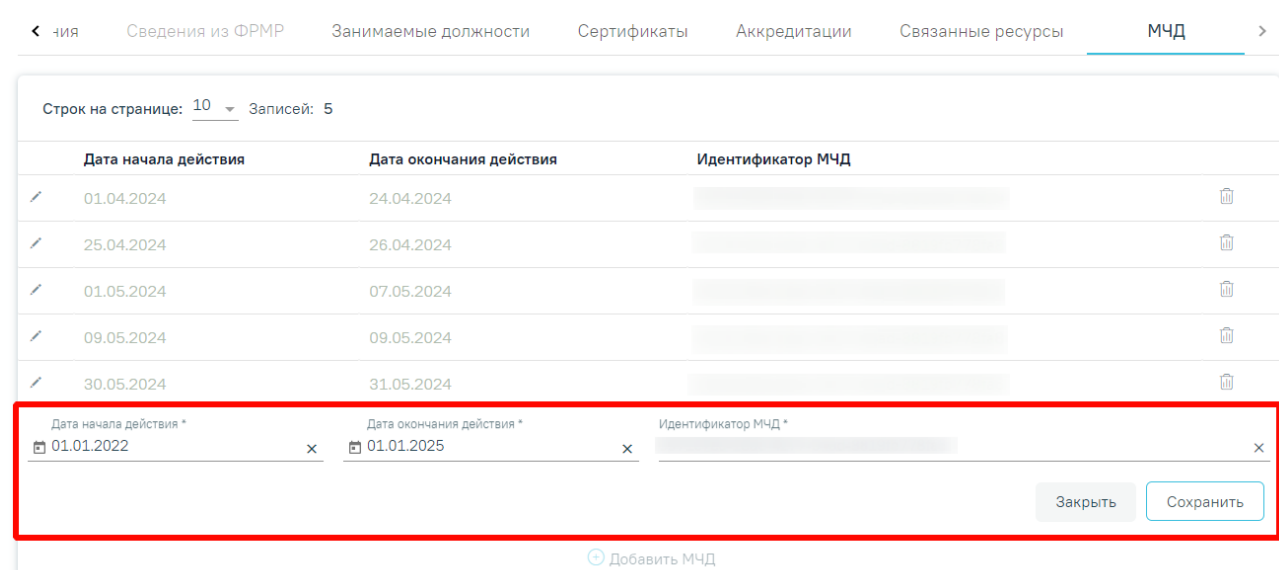 ния Сведения из ФРМР Занимаемые должности Сертификаты Аккредитации Связанные ресурсы МЧД
Строк на странице: 10 Записей: 5
Дата начала действия Дата окончания действия Идентификатор МЧД
01.04.2024 24.04.2024
25.04.2024 26.04.2024
01.05.2024 07.05.2024
09.05.2024 09.05.2024
30.05.2024 31.05.2024
Дата начала действия * Дата окончания действия * Идентификатор МЧД *
01.01.2022 01.01.2025
Закрыть Сохранить
Добавить МЧД